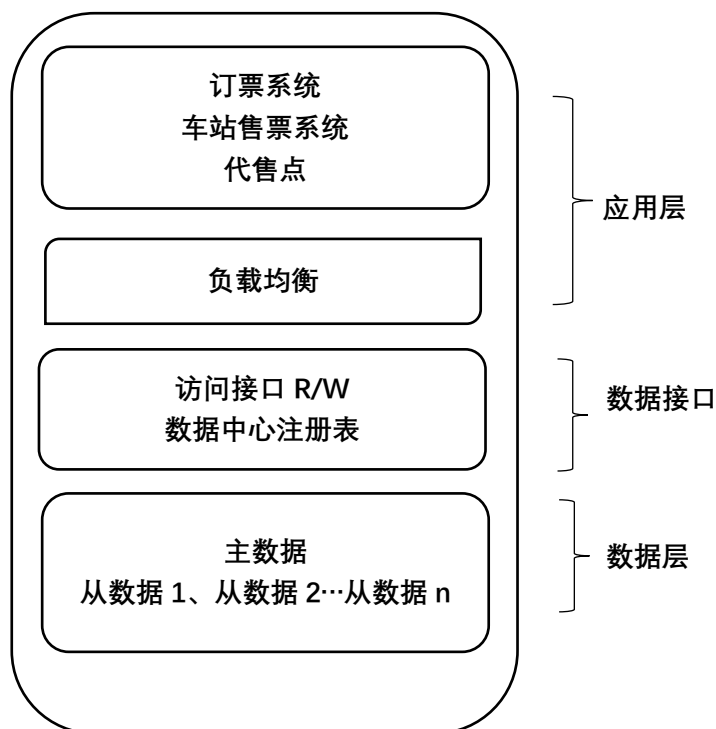 订票系统
车站售票系统
代售点
应用层
负载均衡
访问接口 R/W
数据中心注册表
数据接口
主数据
从数据 1、从数据 2…从数据 n
数据层